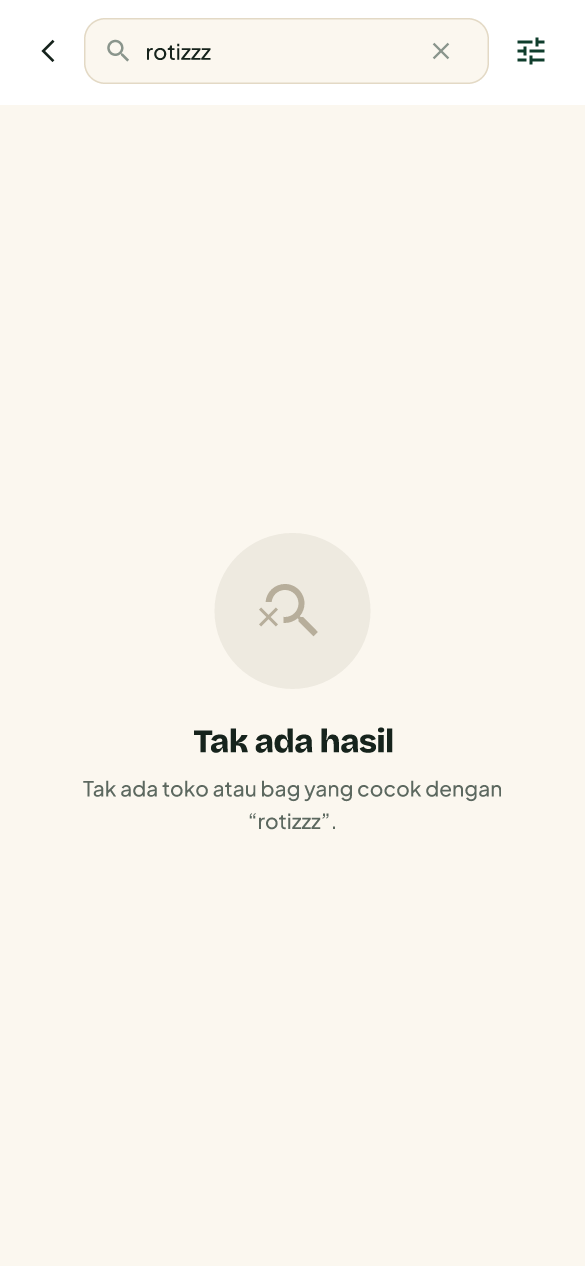 rotizzz
Tak ada hasil
Tak ada toko atau bag yang cocok dengan
“rotizzz”.